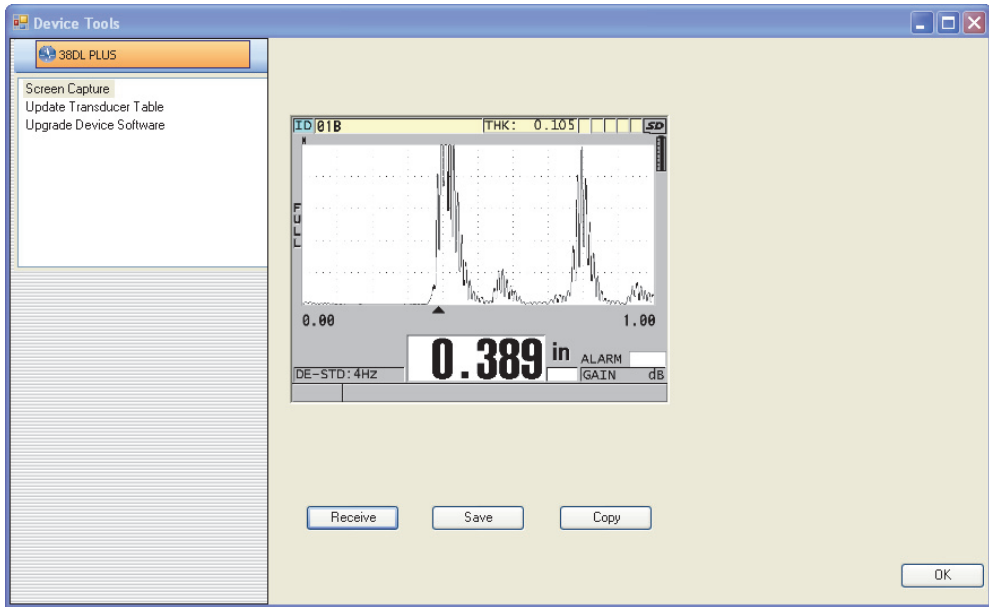 Device Tools
38DL PLUS
Screen Capture
Update Transducer Table
Upgrade Device Software
ID 01B THK: 0.105 SD
FULL
0.00 1.00
0.389 in
ALARM
DE-STD:4HZ GAIN dB
Receive Save Copy
OK